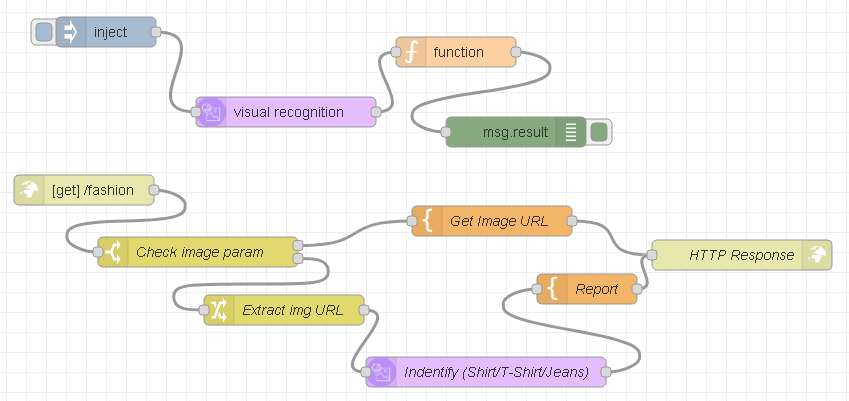 inject
function
visual recognition
msg.result
[get] /fashion
Get Image URL
Check image param
HTTP Response
Report
Extract img URL
Indentify (Shirt/T-Shirt/Jeans)